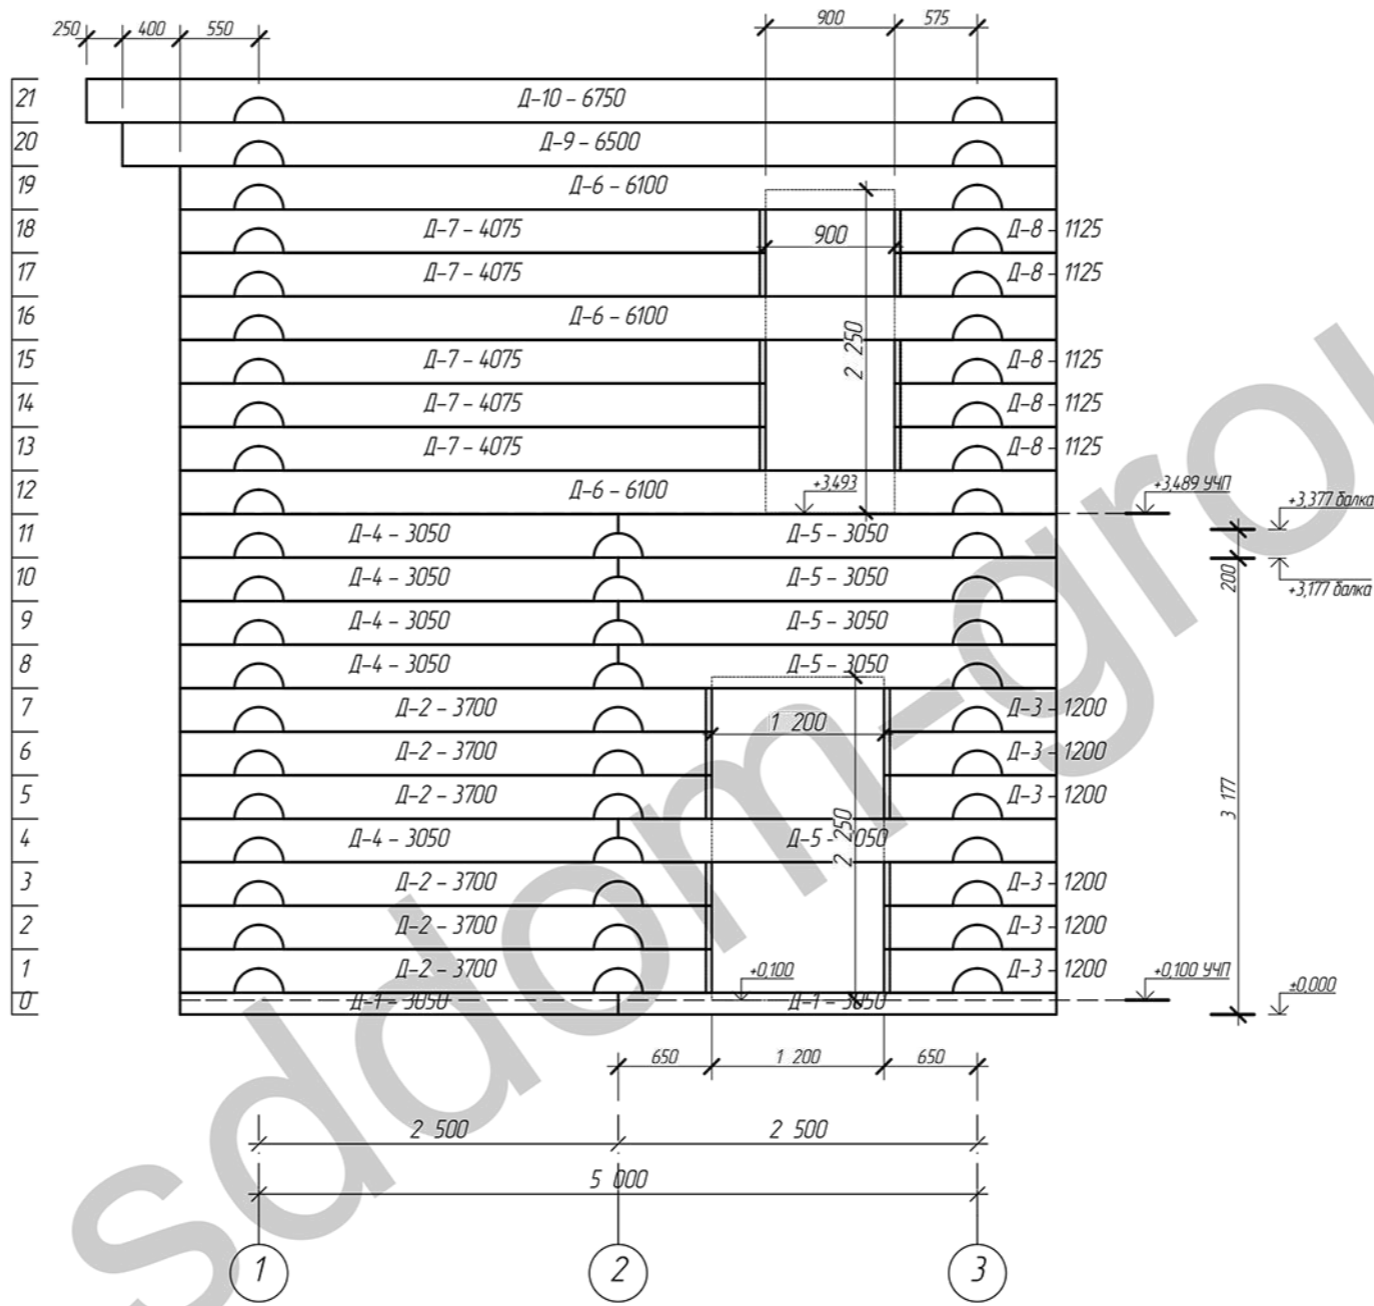 250 400 550 900 575
21 Д-10 - 6750
20 Д-9 - 6500
19 Д-6 - 6100
18 Д-7 - 4075 900 Д-8 - 1125
17 Д-7 - 4075 Д-8 - 1125
16 Д-6 - 6100
2 250
15 Д-7 - 4075 Д-8 - 1125
14 Д-7 - 4075 Д-8 - 1125
13 Д-7 - 4075 Д-8 - 1125
12 Д-6 - 6100 +3,493 +3,489 УЧП
+3,377 балка
11 Д-4 - 3050 Д-5 - 3050
10 Д-4 - 3050 Д-5 - 3050 200
+3,177 балка
9 Д-4 - 3050 Д-5 - 3050
8 Д-4 - 3050 Д-5 - 3050
7 Д-2 - 3700 1 200 Д-3 - 1200
6 Д-2 - 3700 Д-3 - 1200
5 Д-2 - 3700 Д-3 - 1200
3 177
4 Д-4 - 3050 2 250 Д-5 - 3050
3 Д-2 - 3700 Д-3 - 1200
2 Д-2 - 3700 Д-3 - 1200
1 Д-2 - 3700 +0,100 Д-3 - 1200 +0,100 УЧП
±0,000
0 Д-1 - 3050 Д-1 - 3050
650 1 200 650
2 500 2 500
5 000
1 2 3
sddom-grou